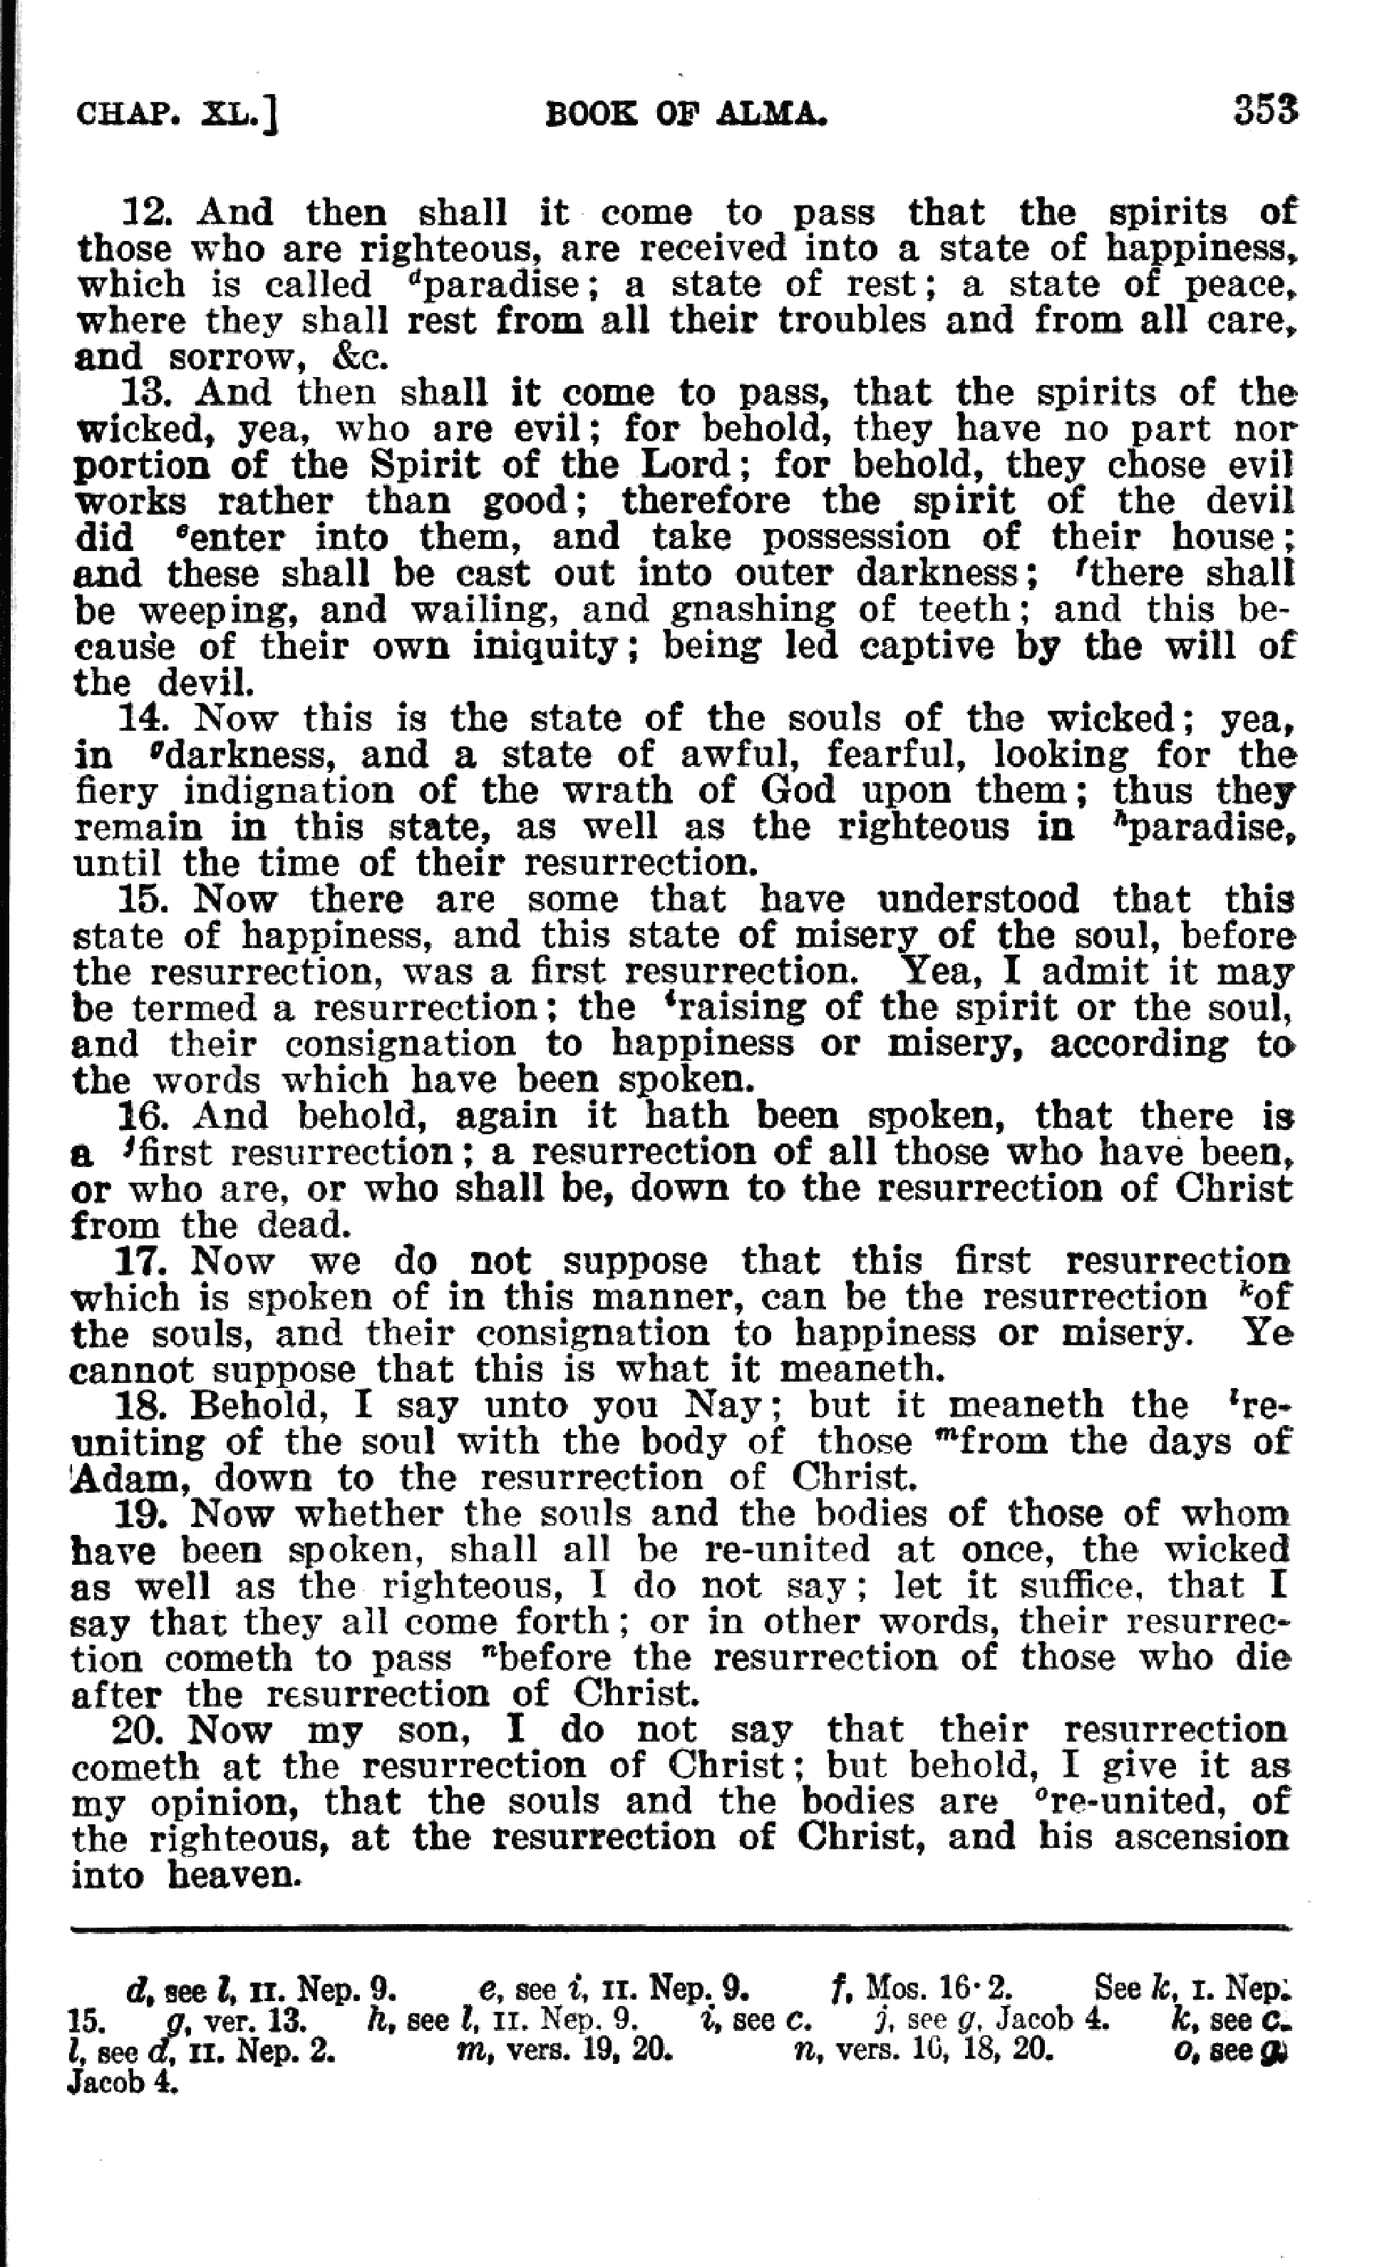 CHAP. XL.] BOOK OF ALMA. 353
12. And then shall it come to pass that the spirits of
those who are righteous, are received into a state of happiness,
which is called dparadise; a state of rest; a state of peace,
where they shall rest from all their troubles and from all care,
and sorrow, &c.
13. And then shall it come to pass, that the spirits of the
wicked, yea, who are evil; for behold, they have no part nor
portion of the Spirit of the Lord; for behold, they chose evil
works rather than good; therefore the spirit of the devil
did eenter into them, and take possession of their house;
and these shall be cast out into outer darkness; fthere shall
be weeping, and wailing, and gnashing of teeth; and this be-
cause of their own iniquity; being led captive by the will of
the devil.
14. Now this is the state of the souls of the wicked; yea,
in gdarkness, and a state of awful, fearful, looking for the
fiery indignation of the wrath of God upon them; thus they
remain in this state, as well as the righteous in hparadise,
until the time of their resurrection.
15. Now there are some that have understood that this
state of happiness, and this state of misery of the soul, before
the resurrection, was a first resurrection. Yea, I admit it may
be termed a resurrection; the iraising of the spirit or the soul,
and their consignation to happiness or misery, according to
the words which have been spoken.
16. And behold, again it hath been spoken, that there is
a jfirst resurrection; a resurrection of all those who have been,
or who are, or who shall be, down to the resurrection of Christ
from the dead.
17. Now we do not suppose that this first resurrection
which is spoken of in this manner, can be the resurrection kof
the souls, and their consignation to happiness or misery. Ye
cannot suppose that this is what it meaneth.
18. Behold, I say unto you Nay; but it meaneth the lre-
uniting of the soul with the body of those mfrom the days of
Adam, down to the resurrection of Christ.
19. Now whether the souls and the bodies of those of whom
have been spoken, shall all be re-united at once, the wicked
as well as the righteous, I do not say; let it suffice, that I
say that they all come forth; or in other words, their resurrec-
tion cometh to pass nbefore the resurrection of those who die
after the resurrection of Christ.
20. Now my son, I do not say that their resurrection
cometh at the resurrection of Christ; but behold, I give it as
my opinion, that the souls and the bodies are ore-united, of
the righteous, at the resurrection of Christ, and his ascension
into heaven.
d, see l, II. Nep. 9. e, see i, II. Nep. 9. f, Mos. 16·2. See k, I. Nep.
15. g, ver. 13. h, see l, II. Nep. 9. i, see c. j, see g, Jacob 4. k, see c.
l, see d, II. Nep. 2. m, vers. 19, 20. n, vers. 16, 18, 20. o, see g,
Jacob 4.